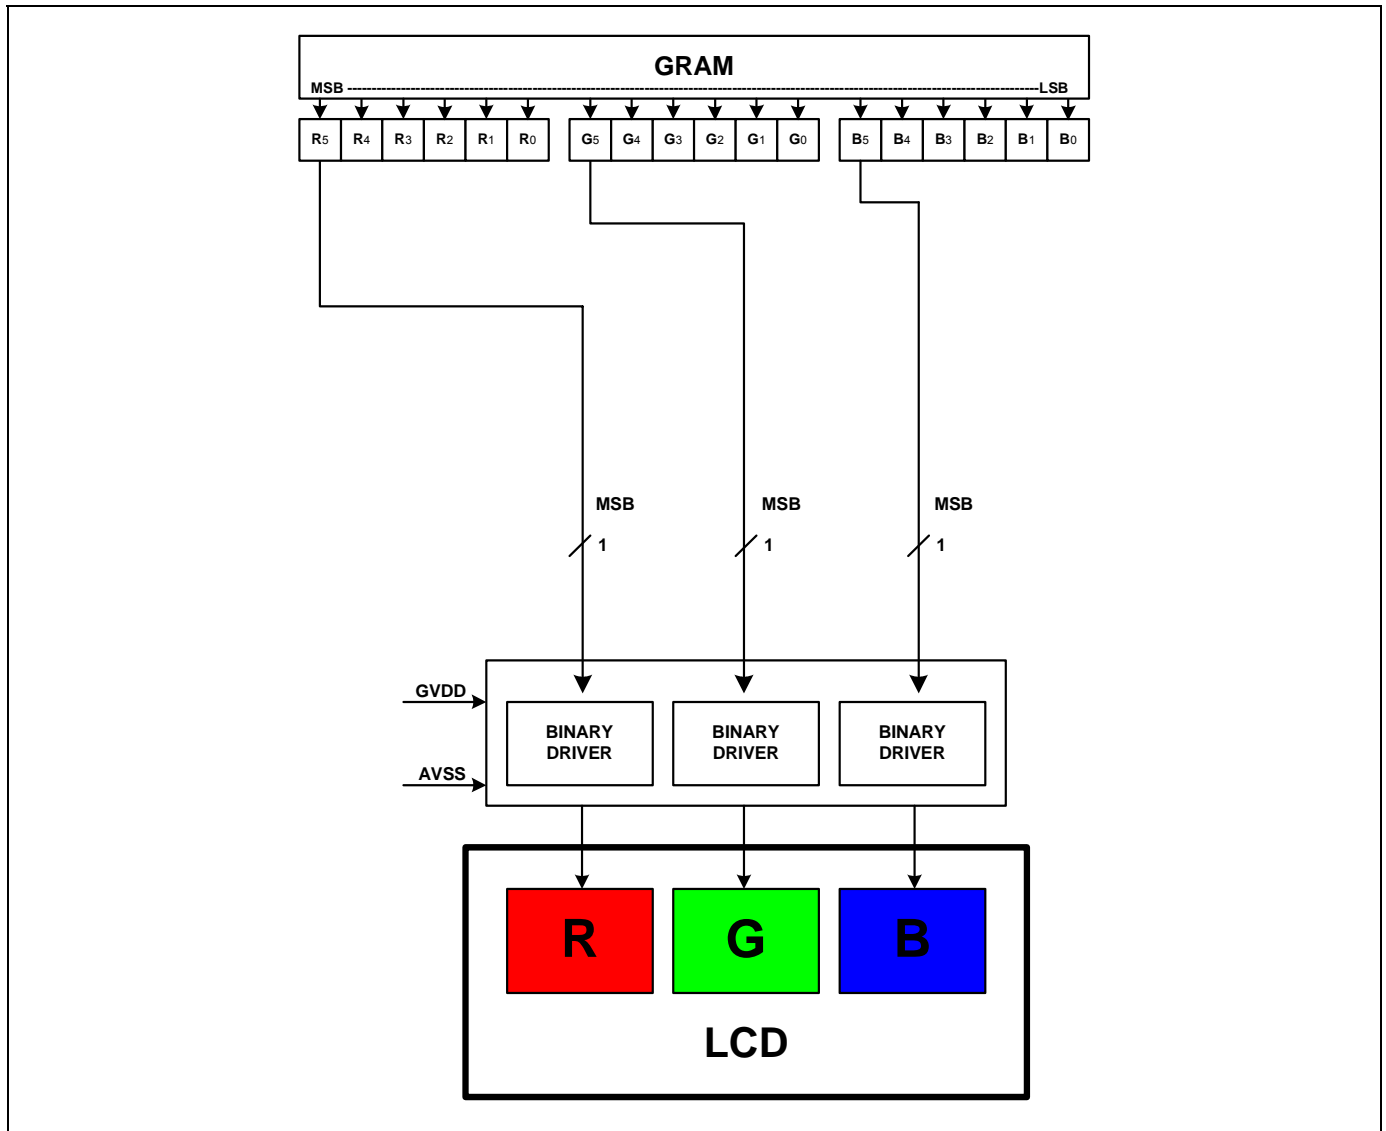 GRAM
MSB LSB
R5 R4 R3 R2 R1 R0 G5 G4 G3 G2 G1 G0 B5 B4 B3 B2 B1 B0
MSB MSB MSB
1 1 1
GVDD
BINARY DRIVER
BINARY DRIVER
BINARY DRIVER
AVSS
R G B
LCD